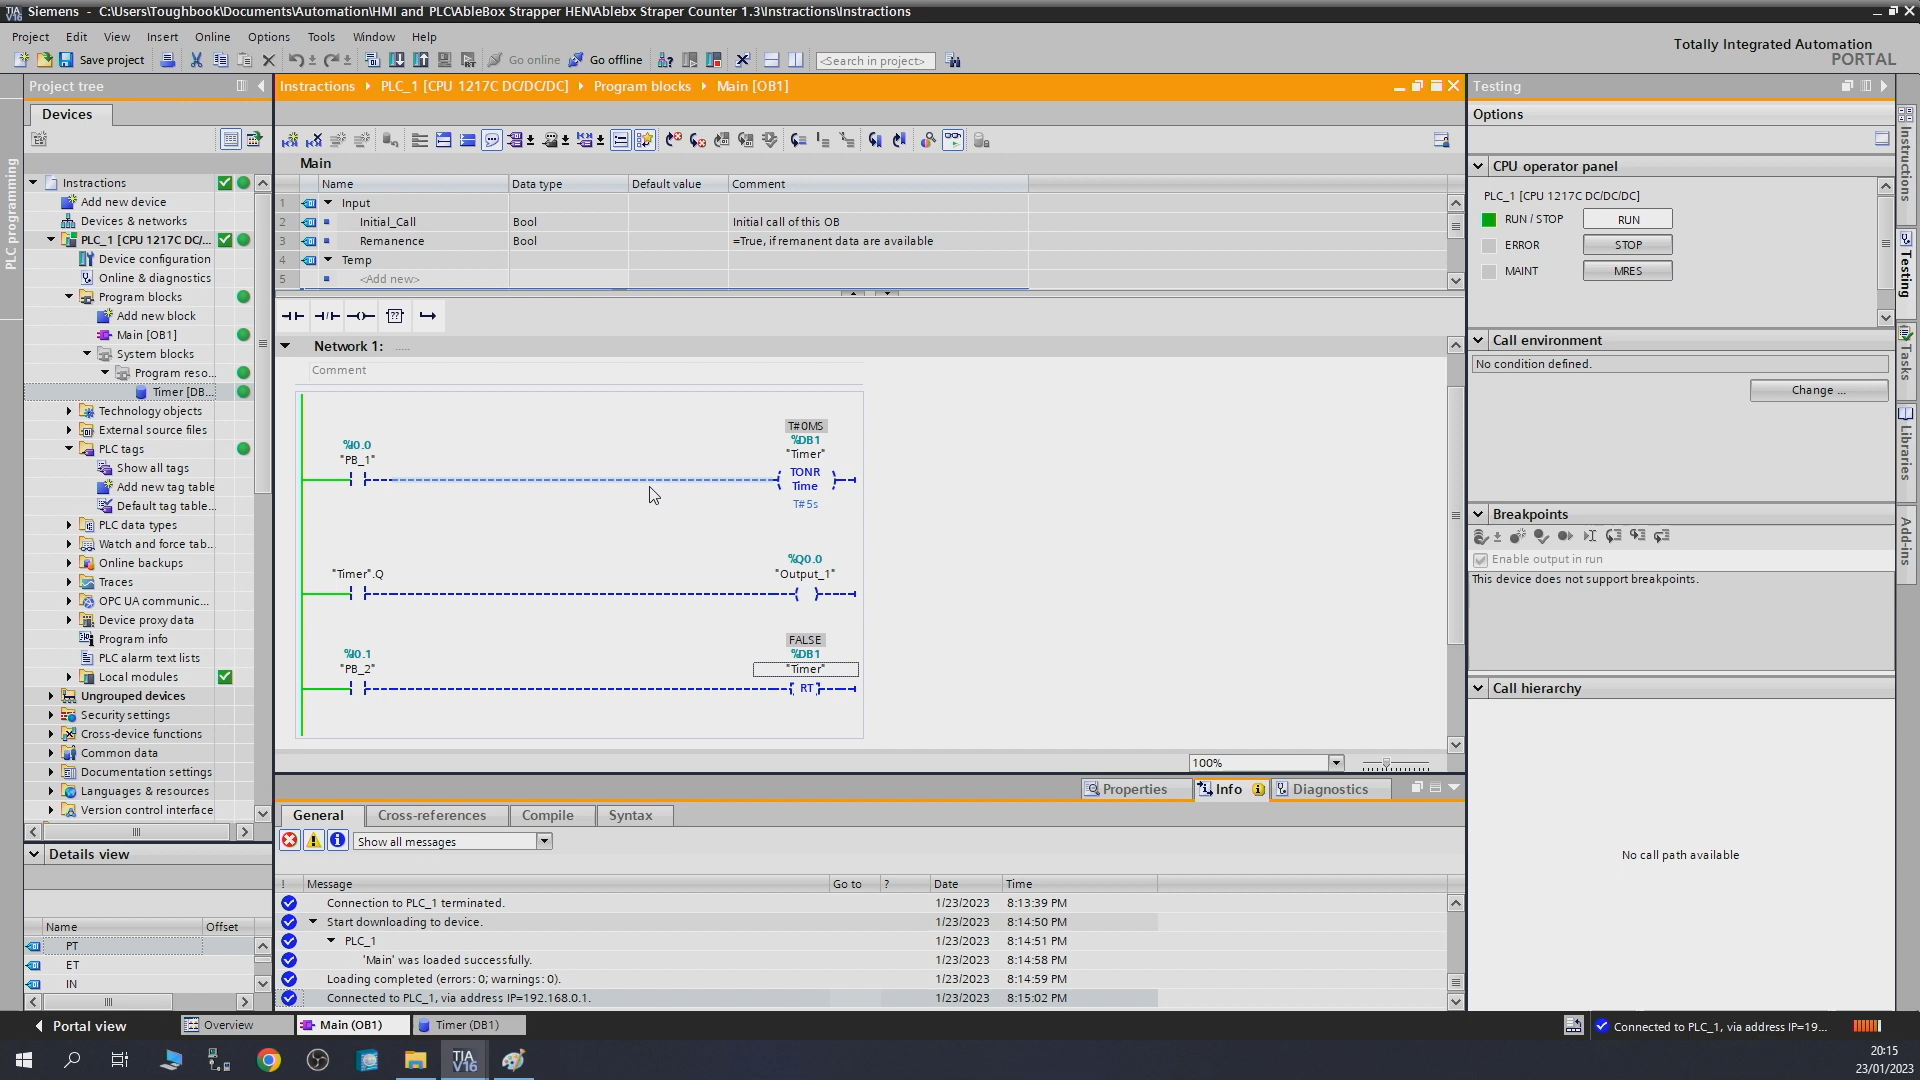 Siemens - C:\Users\Toughbook\Documents\Automation\HMI and PLC\AbleBox Strapper HEN\Ablebx Straper Counter 1.3\Instractions\Instractions
Project Edit View Insert Online Options Tools Window Help
Totally Integrated Automation
PORTAL
Save project
Go online
Go offline
<Search in project>
Project tree
Instractions
PLC_1 [CPU 1217C DC/DC/DC]
Program blocks
Main [OB1]
Testing
Devices
Options
PLC programming
Instractions
Add new device
Devices & networks
PLC_1 [CPU 1217C DC/...
Device configuration
Online & diagnostics
Program blocks
Add new block
Main [OB1]
System blocks
Program reso...
Timer [DB...
Technology objects
External source files
PLC tags
Show all tags
Add new tag table
Default tag table...
PLC data types
Watch and force tab...
Online backups
Traces
OPC UA communic...
Device proxy data
Program info
PLC alarm text lists
Local modules
Ungrouped devices
Security settings
Cross-device functions
Common data
Documentation settings
Languages & resources
Version control interface
Details view
Name Offset
PT
ET
IN
Main
Name Data type Default value Comment
1 Input
2 Initial_Call Bool Initial call of this OB
3 Remanence Bool =True, if remanent data are available
4 Temp
5 <Add new>
??
Network 1: .....
Comment
T#0MS
%I0.0
%DB1
"PB_1"
"Timer"
TONR
Time
T#5s
%Q0.0
"Timer".Q
"Output_1"
FALSE
%I0.1
%DB1
"PB_2"
"Timer"
RT
100%
Properties
Info
Diagnostics
General Cross-references Compile Syntax
Show all messages
! Message Go to ? Date Time
Connection to PLC_1 terminated. 1/23/2023 8:13:39 PM
Start downloading to device. 1/23/2023 8:14:50 PM
PLC_1 1/23/2023 8:14:51 PM
'Main' was loaded successfully. 1/23/2023 8:14:58 PM
Loading completed (errors: 0; warnings: 0). 1/23/2023 8:14:59 PM
Connected to PLC_1, via address IP=192.168.0.1. 1/23/2023 8:15:02 PM
CPU operator panel
PLC_1 [CPU 1217C DC/DC/DC]
RUN / STOP RUN
ERROR STOP
MAINT MRES
Call environment
No condition defined.
Change ...
Breakpoints
Enable output in run
This device does not support breakpoints.
Call hierarchy
No call path available
Instructions
Testing
Tasks
Libraries
Add-ins
Portal view
Overview
Main (OB1)
Timer (DB1)
Connected to PLC_1, via address IP=19...
TIA
V16
20:15
23/01/2023